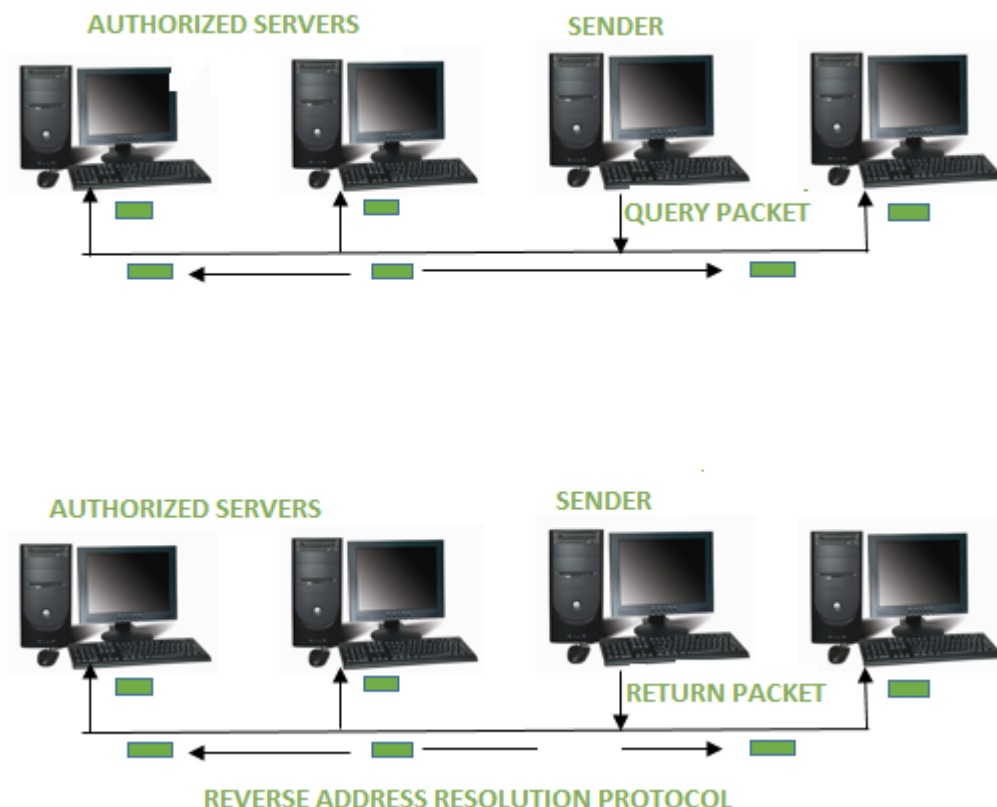 AUTHORIZED SERVERS
SENDER
QUERY PACKET
AUTHORIZED SERVERS
SENDER
RETURN PACKET
REVERSE ADDRESS RESOLUTION PROTOCOL